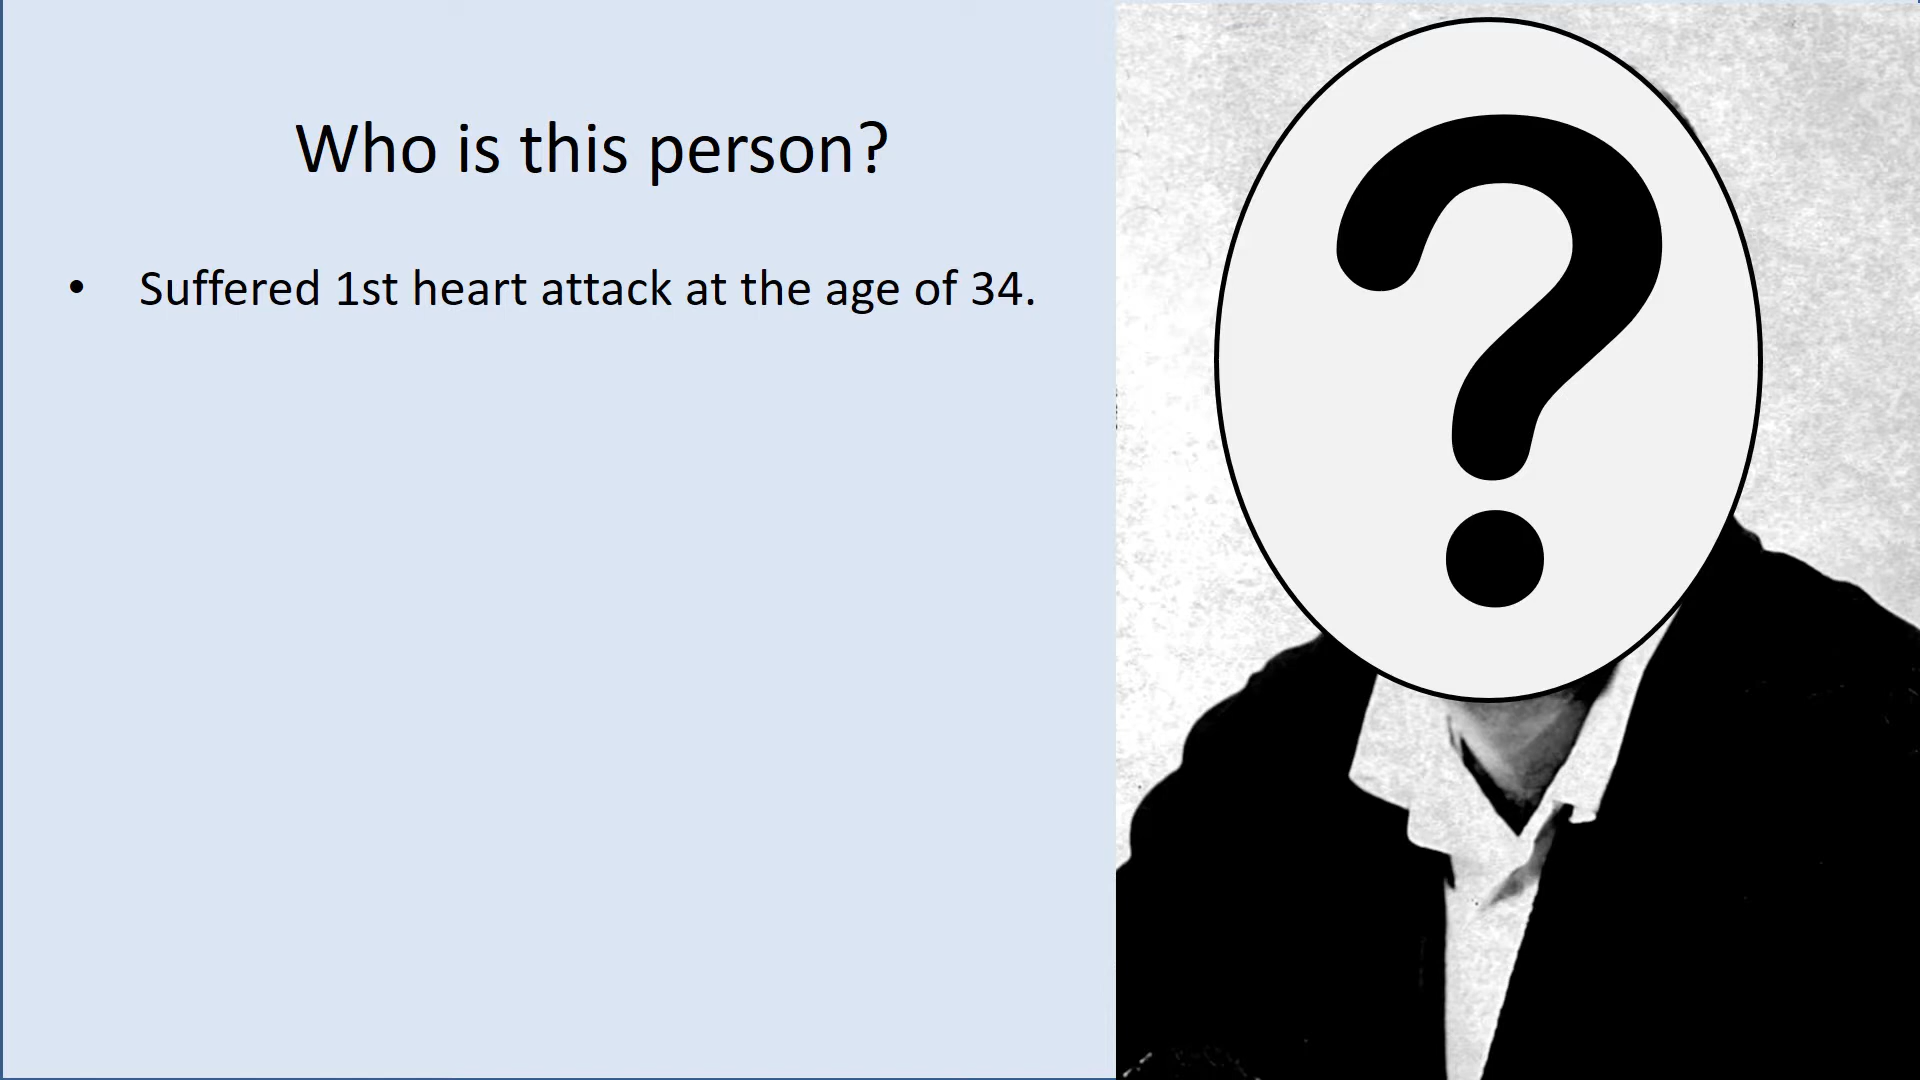 Who is this person?
• Suffered 1st heart attack at the age of 34.
?